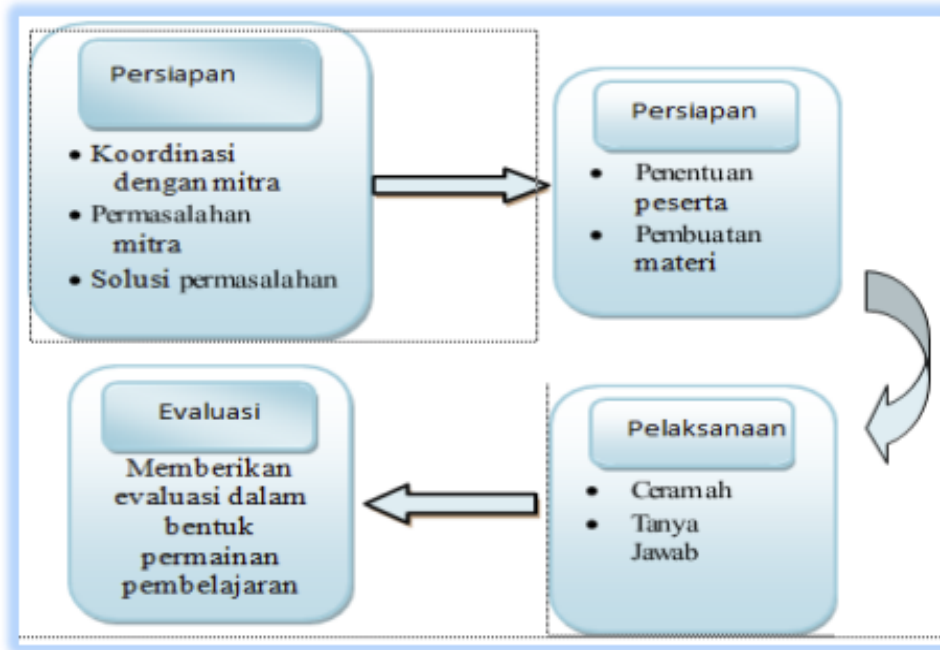 Persiapan
• Koordinasi
dengan mitra
• Permasalahan
mitra
• Solusi permasalahan
Persiapan
• Penentuan
peserta
• Pembuatan
materi
Pelaksanaan
• Ceramah
• Tanya
Jawab
Evaluasi
Memberikan
evaluasi dalam
bentuk
permainan
pembelajaran